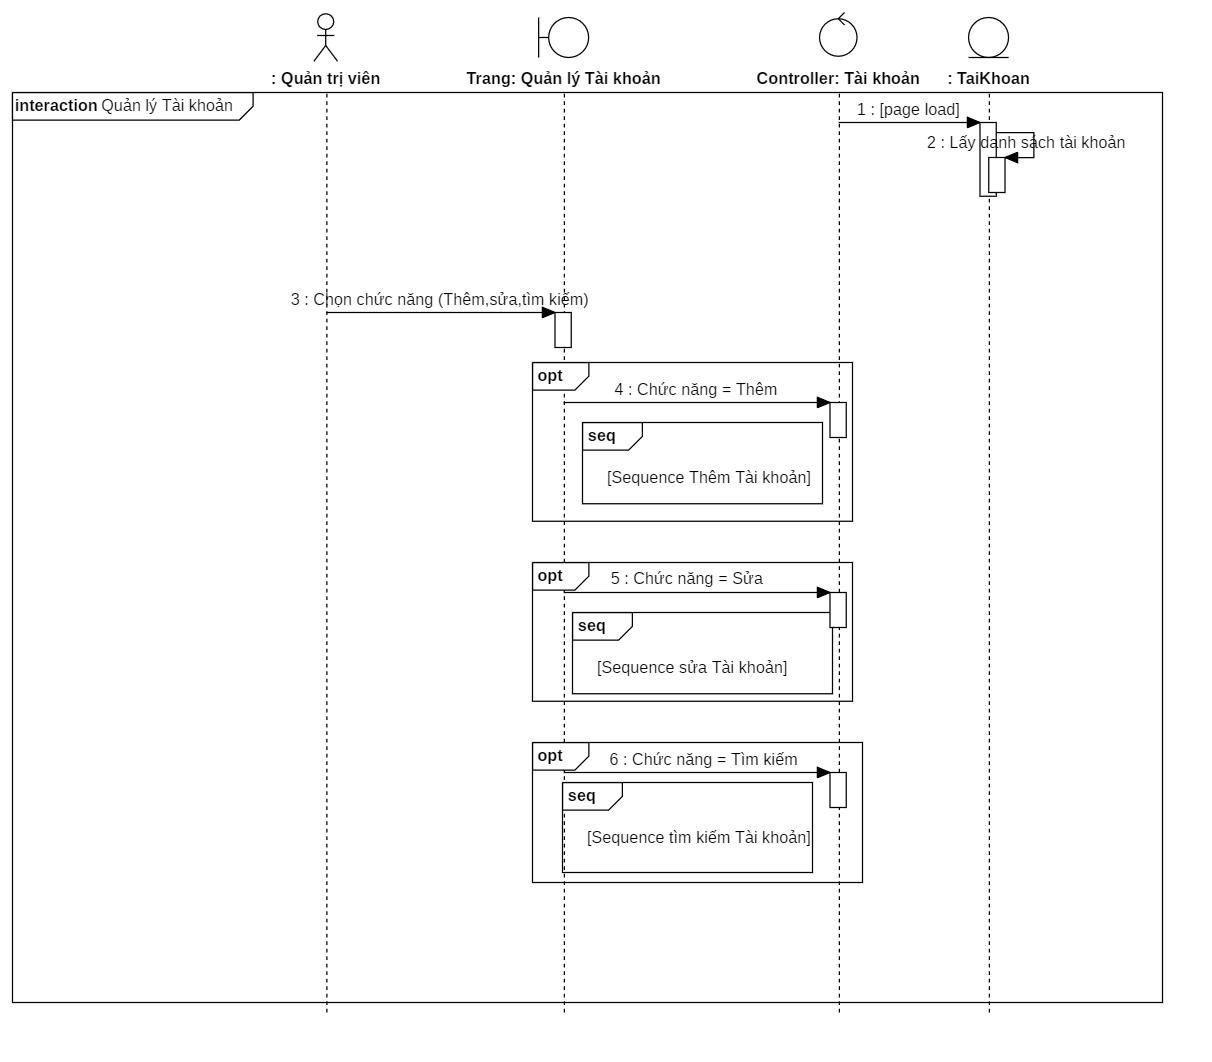 : Quản trị viên
Trang: Quản lý Tài khoản
Controller: Tài khoản
: TaiKhoan
interaction Quản lý Tài khoản
1 : [page load]
2 : Lấy danh sách tài khoản
3 : Chọn chức năng (Thêm,sửa,tìm kiếm)
opt
4 : Chức năng = Thêm
seq
[Sequence Thêm Tài khoản]
opt
5 : Chức năng = Sửa
seq
[Sequence sửa Tài khoản]
opt
6 : Chức năng = Tìm kiếm
seq
[Sequence tìm kiếm Tài khoản]